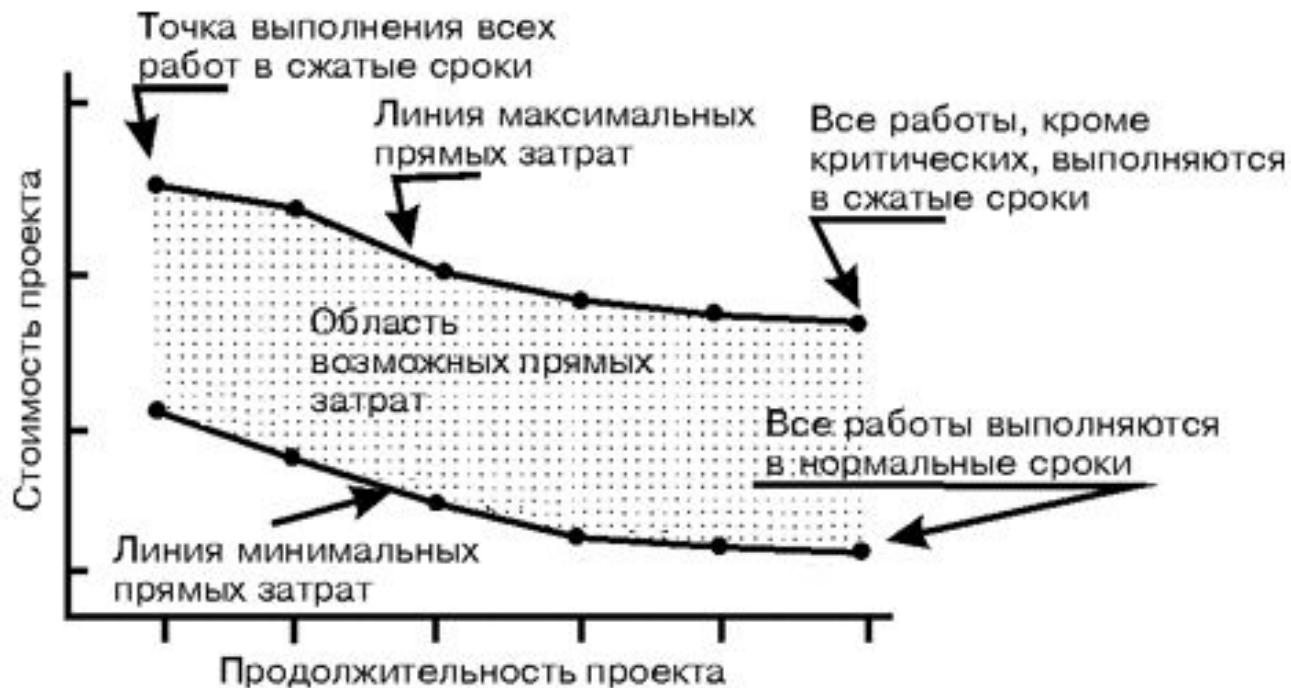 Точка выполнения всех
работ в сжатые сроки
Линия максимальных
прямых затрат
Все работы, кроме
критических, выполняются
в сжатые сроки
Стоимость проекта
Область
возможных прямых
затрат
Все работы выполняются
в нормальные сроки
Линия минимальных
прямых затрат
Продолжительность проекта